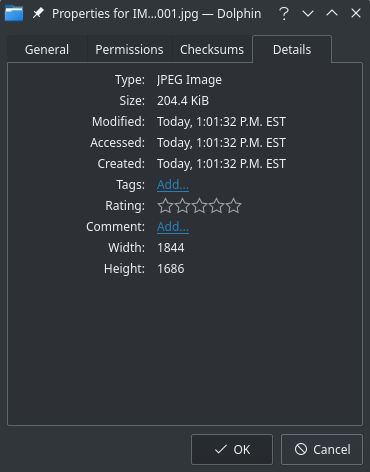 Properties for IM...001.jpg — Dolphin
General Permissions Checksums Details
Type: JPEG Image
Size: 204.4 KiB
Modified: Today, 1:01:32 P.M. EST
Accessed: Today, 1:01:32 P.M. EST
Created: Today, 1:01:32 P.M. EST
Tags: Add...
Rating:
Comment: Add...
Width: 1844
Height: 1686
OK Cancel